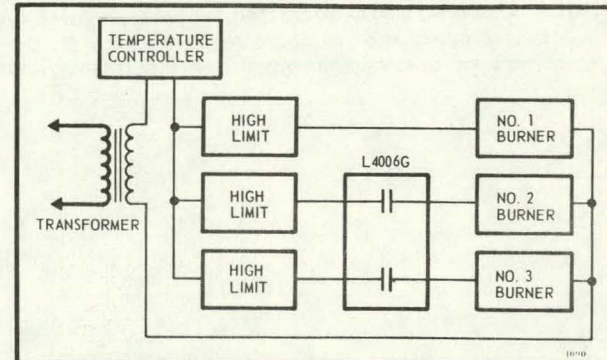 TEMPERATURE
CONTROLLER
HIGH
LIMIT
NO. 1
BURNER
L4006G
HIGH
LIMIT
NO. 2
BURNER
TRANSFORMER
HIGH
LIMIT
NO. 3
BURNER